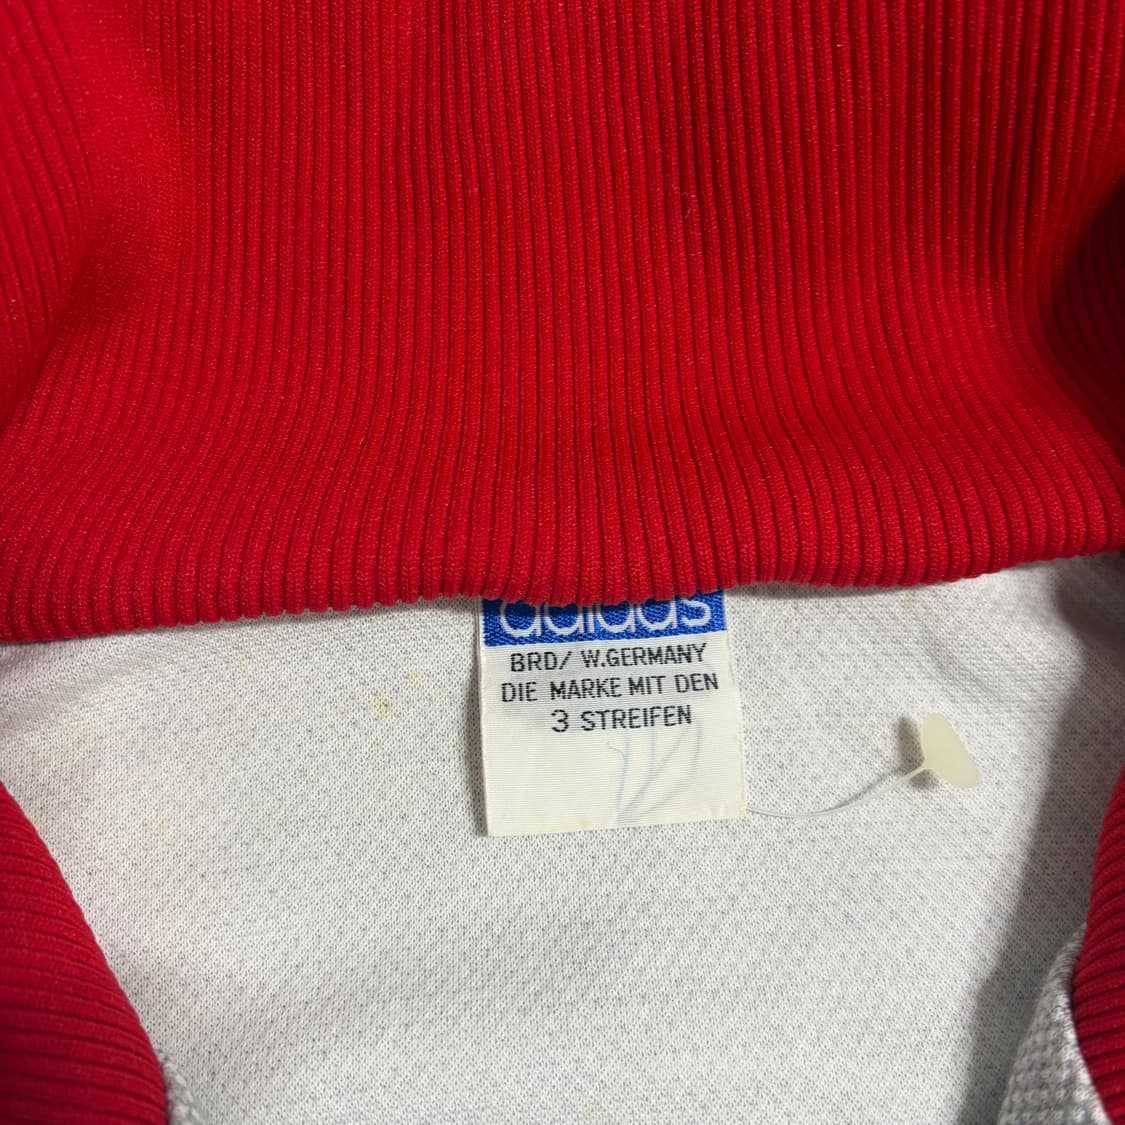 adidas
BRD/ W.GERMANY
DIE MARKE MIT DEN
3 STREIFEN